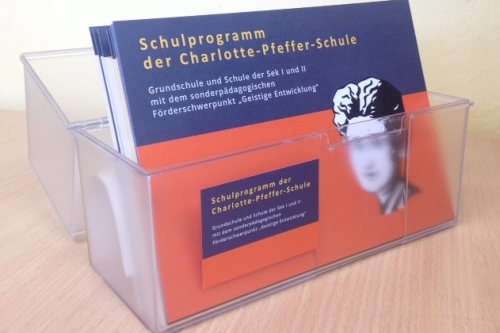 Schulprogramm
der Charlotte-Pfeffer-Schule
Grundschule und Schule der Sek I und II
mit dem sonderpädagogischen
Förderschwerpunkt „Geistige Entwicklung"
Schulprogramm der
Charlotte-Pfeffer-Schule
Grundschule und Schule der Sek I und II
mit dem sonderpädagogischen
Förderschwerpunkt „Geistige Entwicklung"